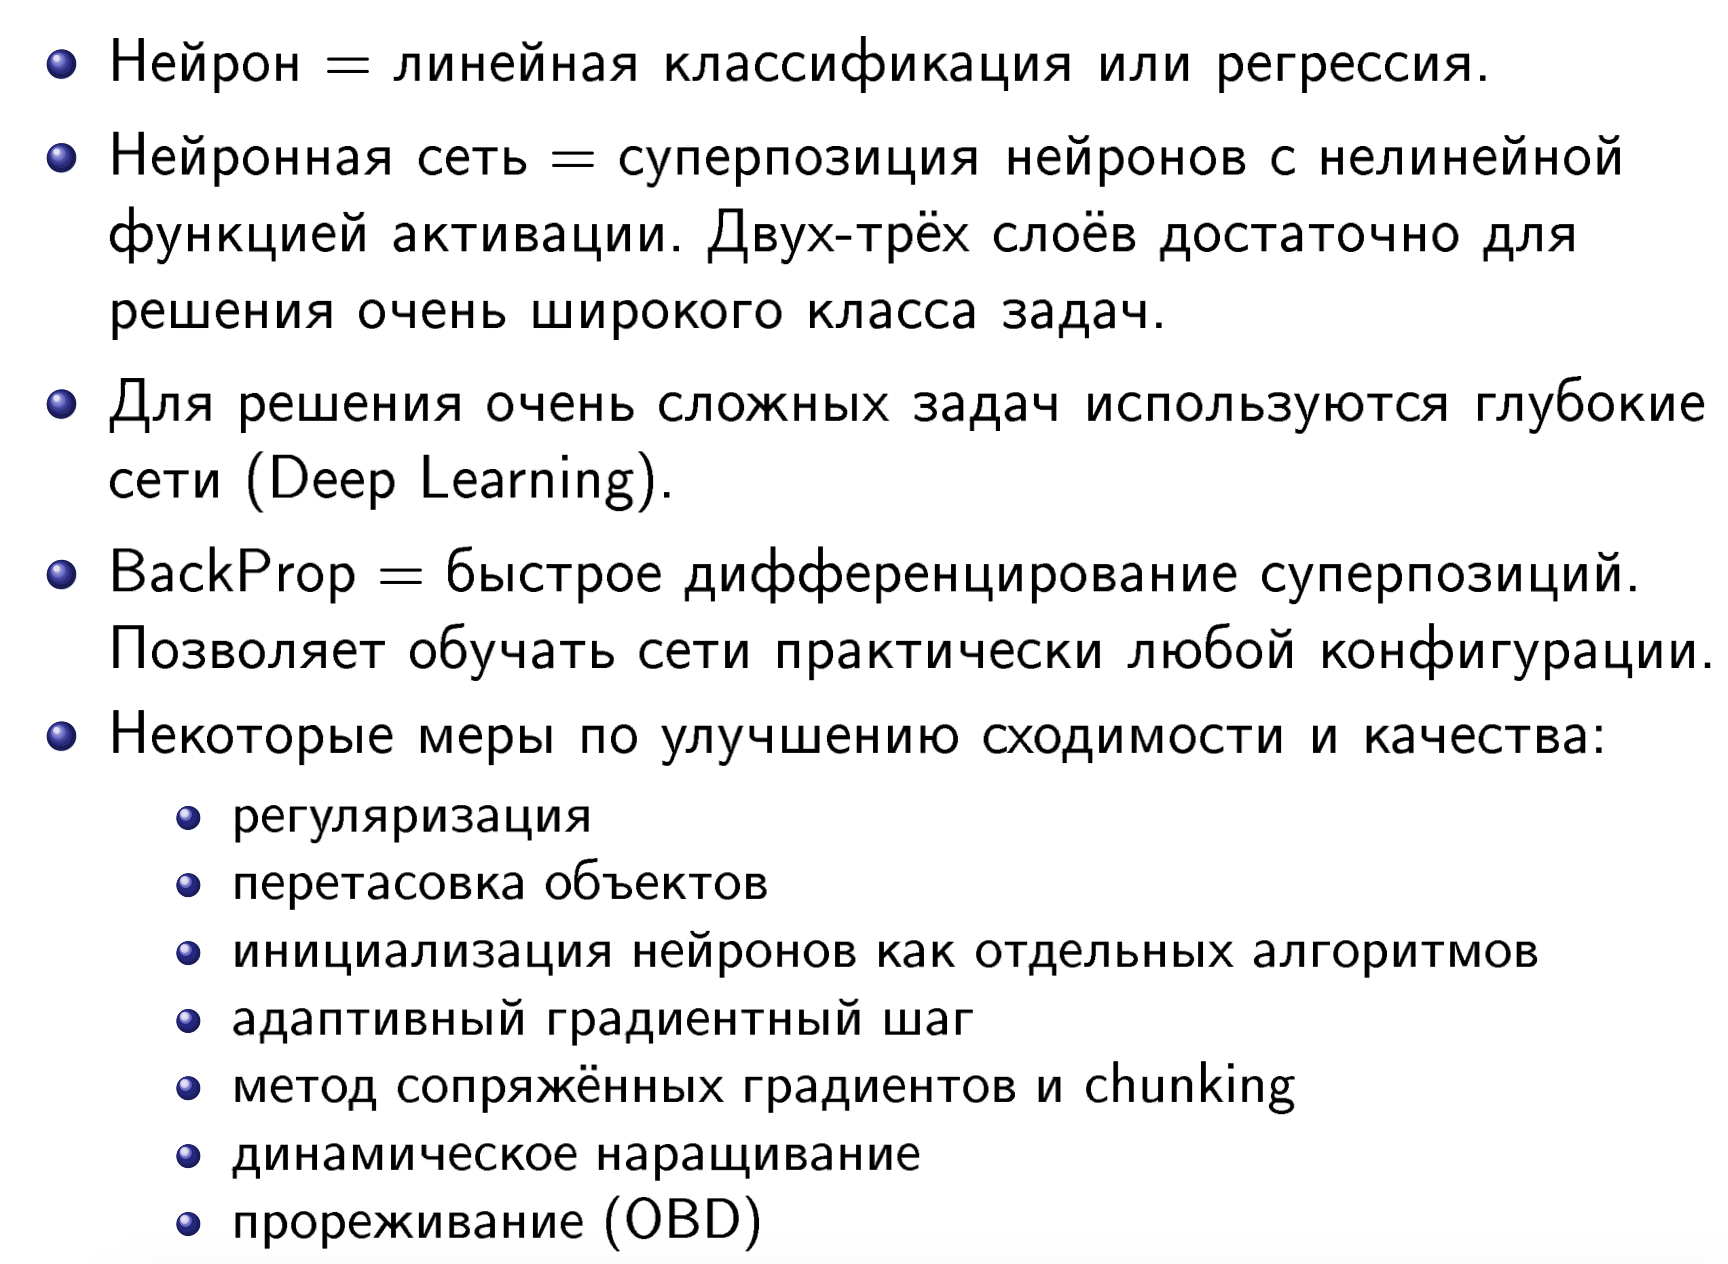 Нейрон = линейная классификация или регрессия.
Нейронная сеть = суперпозиция нейронов с нелинейной
функцией активации. Двух-трёх слоёв достаточно для
решения очень широкого класса задач.
Для решения очень сложных задач используются глубокие
сети (Deep Learning).
BackProp = быстрое дифференцирование суперпозиций.
Позволяет обучать сети практически любой конфигурации.
Некоторые меры по улучшению сходимости и качества:
регуляризация
перетасовка объектов
инициализация нейронов как отдельных алгоритмов
адаптивный градиентный шаг
метод сопряжённых градиентов и chunking
динамическое наращивание
прореживание (OBD)